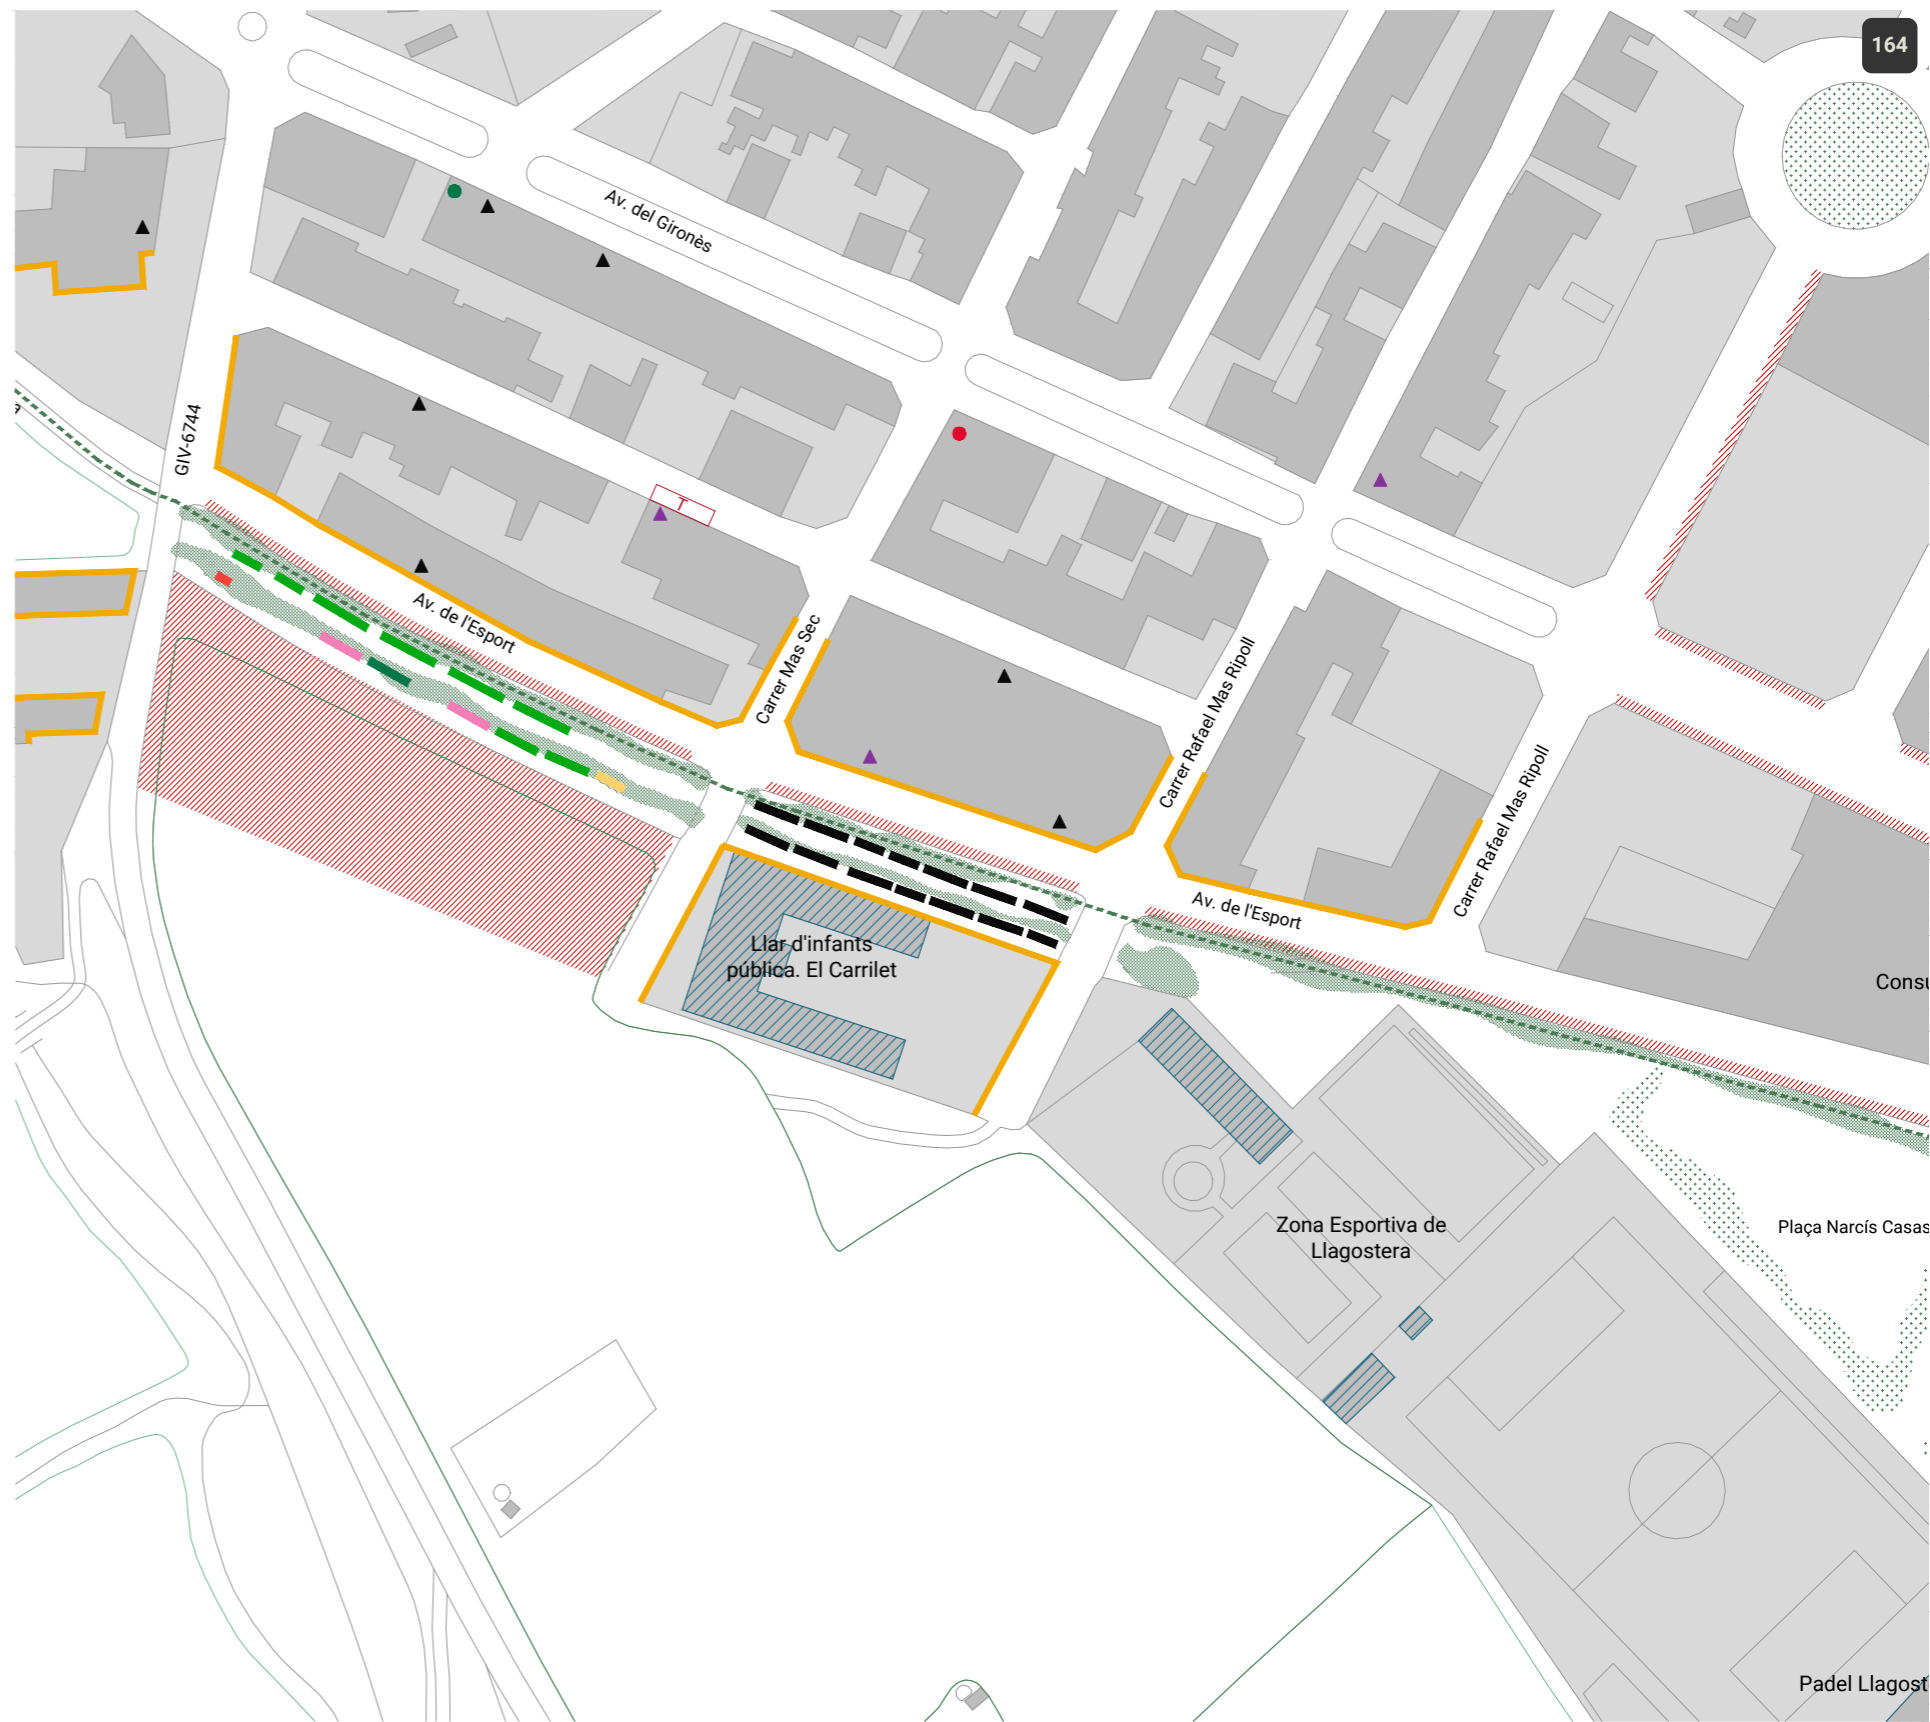 164
Av. del Gironès
GIV-6744
T
Av. de l'Esport
Carrer Mas Sec
Carrer Rafael Mas Ripoll
Carrer Rafael Mas Ripoll
Av. de l'Esport
Llar d'infants
pública. El Carrilet
Consu
Zona Esportiva de
Llagostera
Plaça Narcís Casas
Padel Llagost